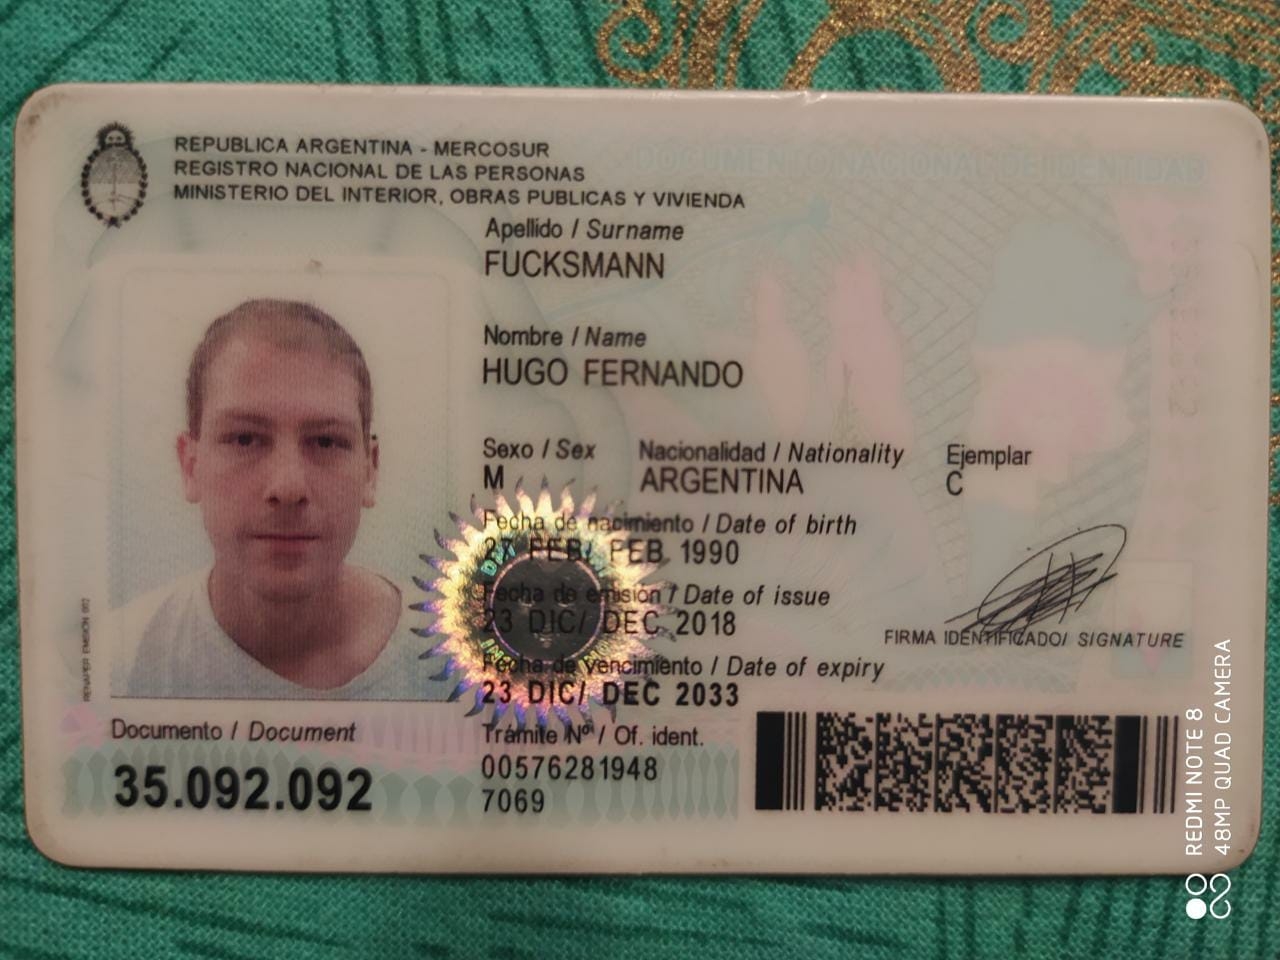 REPUBLICA ARGENTINA - MERCOSUR
REGISTRO NACIONAL DE LAS PERSONAS
MINISTERIO DEL INTERIOR, OBRAS PUBLICAS Y VIVIENDA
DOCUMENTO NACIONAL DE IDENTIDAD
Apellido / Surname
FUCKSMANN
Nombre / Name
HUGO FERNANDO
Sexo / Sex Nacionalidad / Nationality Ejemplar
M ARGENTINA C
Fecha de nacimiento / Date of birth
27 FEB/ FEB 1990
Fecha de emisión / Date of issue
23 DIC/ DEC 2018
FIRMA IDENTIFICADO/ SIGNATURE
Fecha de vencimiento / Date of expiry
23 DIC/ DEC 2033
Documento / Document
35.092.092
Trámite Nº / Of. ident.
00576281948
7069
REDMI NOTE 8
48MP QUAD CAMERA